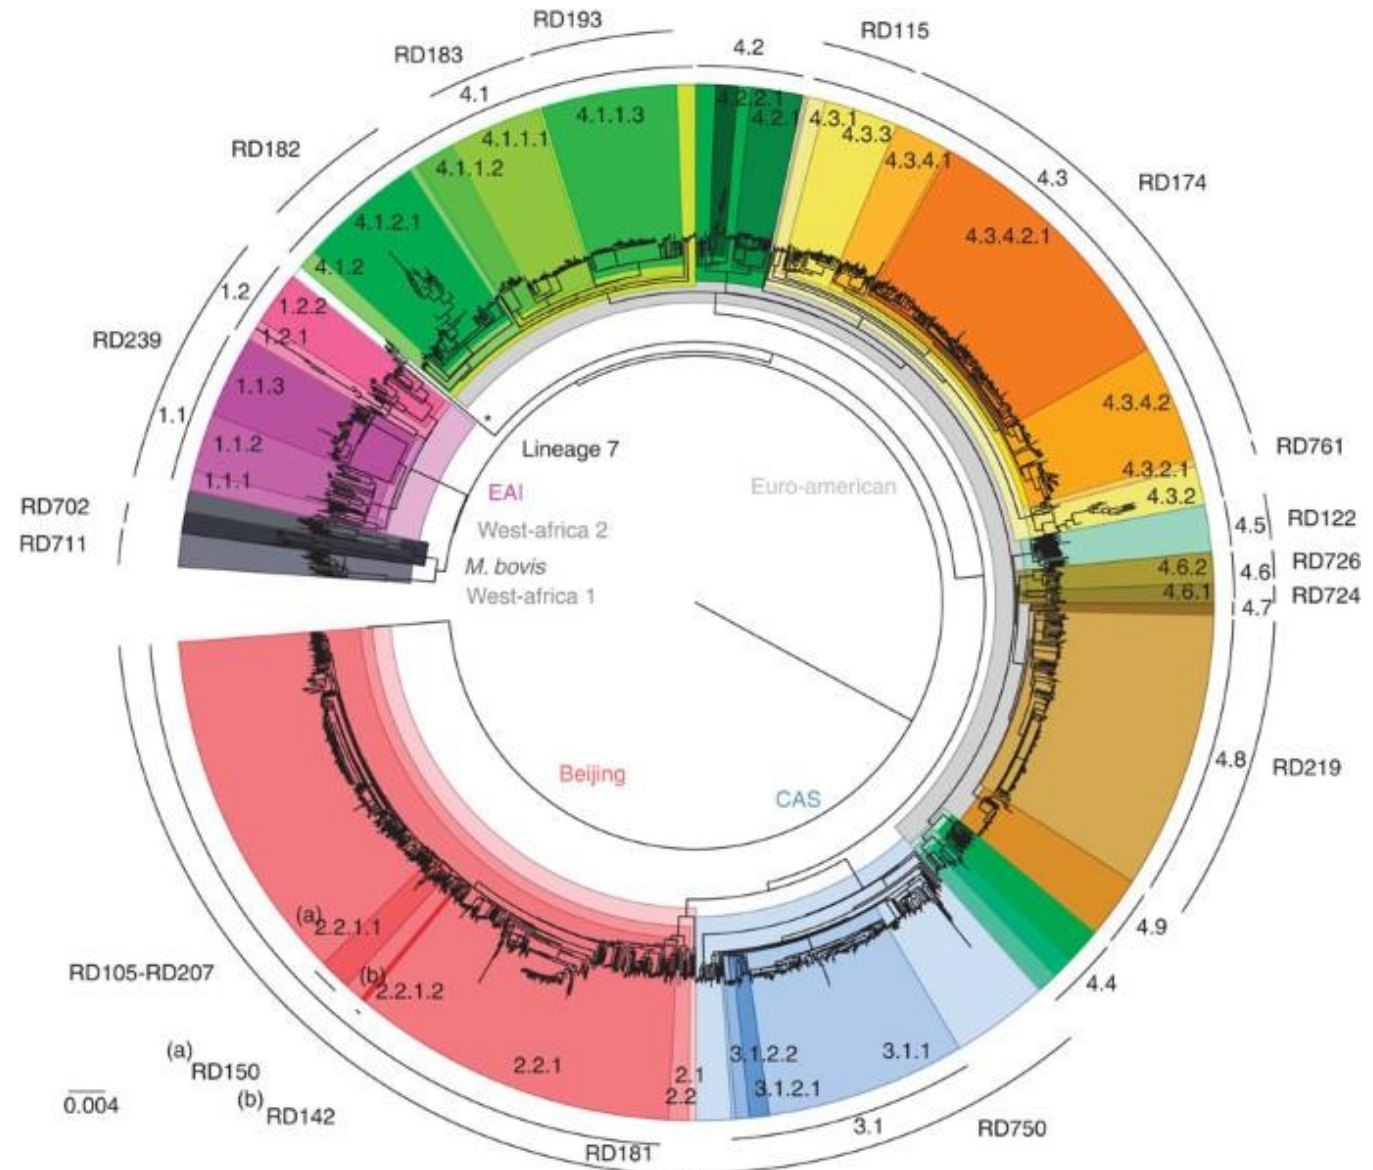 RD193
RD183
4.1
4.2
RD115
RD182
4.1.1.3
4.1.1.1
4.1.1.2
4.2.2.1
4.2.1
4.3.1
4.3.3
4.3.4.1
4.3
RD174
4.1.2.1
4.1.2
4.3.4.2.1
1.2
1.2.2
1.2.1
RD239
1.1
1.1.3
1.1.2
1.1.1
4.3.4.2
4.3.2.1
4.3.2
RD761
RD702
RD711
*
Lineage 7
EAI
West-africa 2
M. bovis
West-africa 1
Euro-american
4.5
RD122
4.6.2
4.6
RD726
4.6.1
4.7
RD724
4.8
RD219
Beijing
CAS
4.9
4.4
(a)
2.2.1.1
(b)
2.2.1.2
RD105-RD207
2.2.1
2.1
2.2
3.1.2.2
3.1.2.1
3.1.1
3.1
RD750
(a)
RD150
(b)
RD142
0.004
RD181